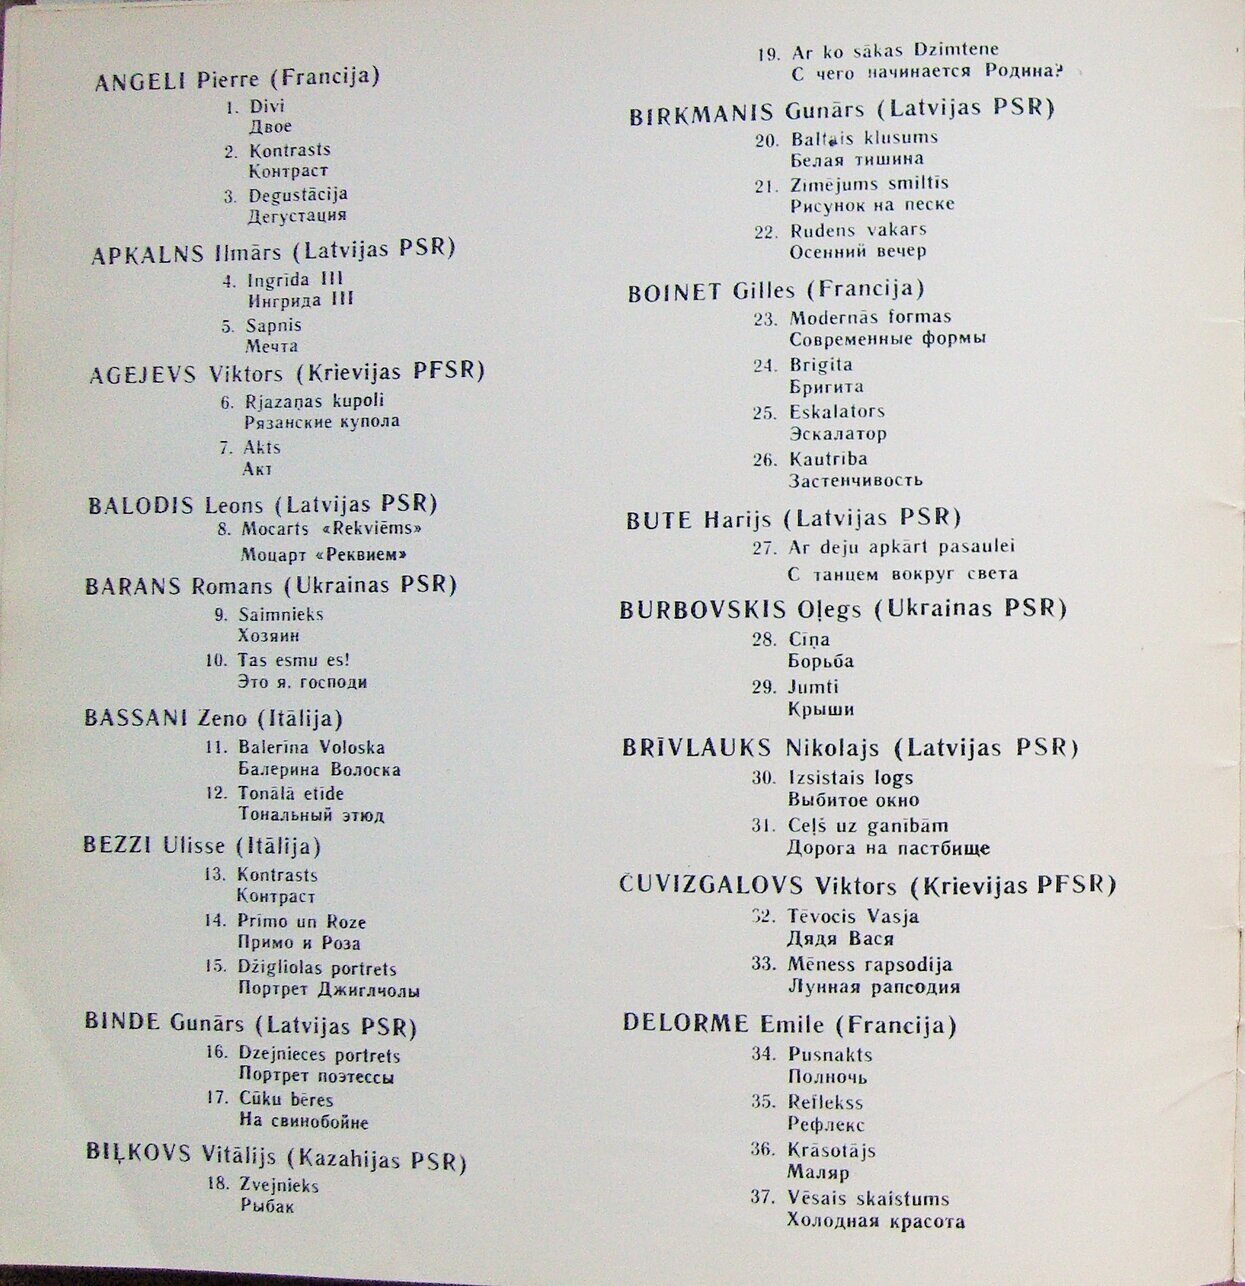 ANGELI Pierre (Francija)
1. Divi
Двое
2. Kontrasts
Контраст
3. Degustācija
Дегустация
APKALNS Ilmārs (Latvijas PSR)
4. Ingrīda III
Ингрида III
5. Sapnis
Мечта
AGEJEVS Viktors (Krievijas PFSR)
6. Rjazaņas kupoli
Рязанские купола
7. Akts
Акт
BALODIS Leons (Latvijas PSR)
8. Mocarts «Rekviēms»
Моцарт «Реквием»
BARANS Romans (Ukrainas PSR)
9. Saimnieks
Хозяин
10. Tas esmu es!
Это я, господи
BASSANI Zeno (Itālija)
11. Balerīna Voloska
Балерина Волоска
12. Tonālā etīde
Тональный этюд
BEZZI Ulisse (Itālija)
13. Kontrasts
Контраст
14. Primo un Roze
Примо и Роза
15. Džigliolas portrets
Портрет Джиглчолы
BINDE Gunārs (Latvijas PSR)
16. Dzejnieces portrets
Портрет поэтессы
17. Cūku bēres
На свинобойне
BIĻKOVS Vitālijs (Kazahijas PSR)
18. Zvejnieks
Рыбак
19. Ar ko sākas Dzimtene
С чего начинается Родина?
BIRKMANIS Gunārs (Latvijas PSR)
20. Baltais klusums
Белая тишина
21. Zīmējums smiltīs
Рисунок на песке
22. Rudens vakars
Осенний вечер
BOINET Gilles (Francija)
23. Modernās formas
Современные формы
24. Brigita
Бригита
25. Eskalators
Эскалатор
26. Kautrība
Застенчивость
BUTE Harijs (Latvijas PSR)
27. Ar deju apkārt pasaulei
С танцем вокруг света
BURBOVSKIS Oļegs (Ukrainas PSR)
28. Cīņa
Борьба
29. Jumti
Крыши
BRĪVLAUKS Nikolajs (Latvijas PSR)
30. Izsistais logs
Выбитое окно
31. Ceļš uz ganībām
Дорога на пастбище
ČUVIZGALOVS Viktors (Krievijas PFSR)
32. Tēvocis Vasja
Дядя Вася
33. Mēness rapsodija
Лунная рапсодия
DELORME Emile (Francija)
34. Pusnakts
Полночь
35. Reflekss
Рефлекс
36. Krāsotājs
Маляр
37. Vēsais skaistums
Холодная красота